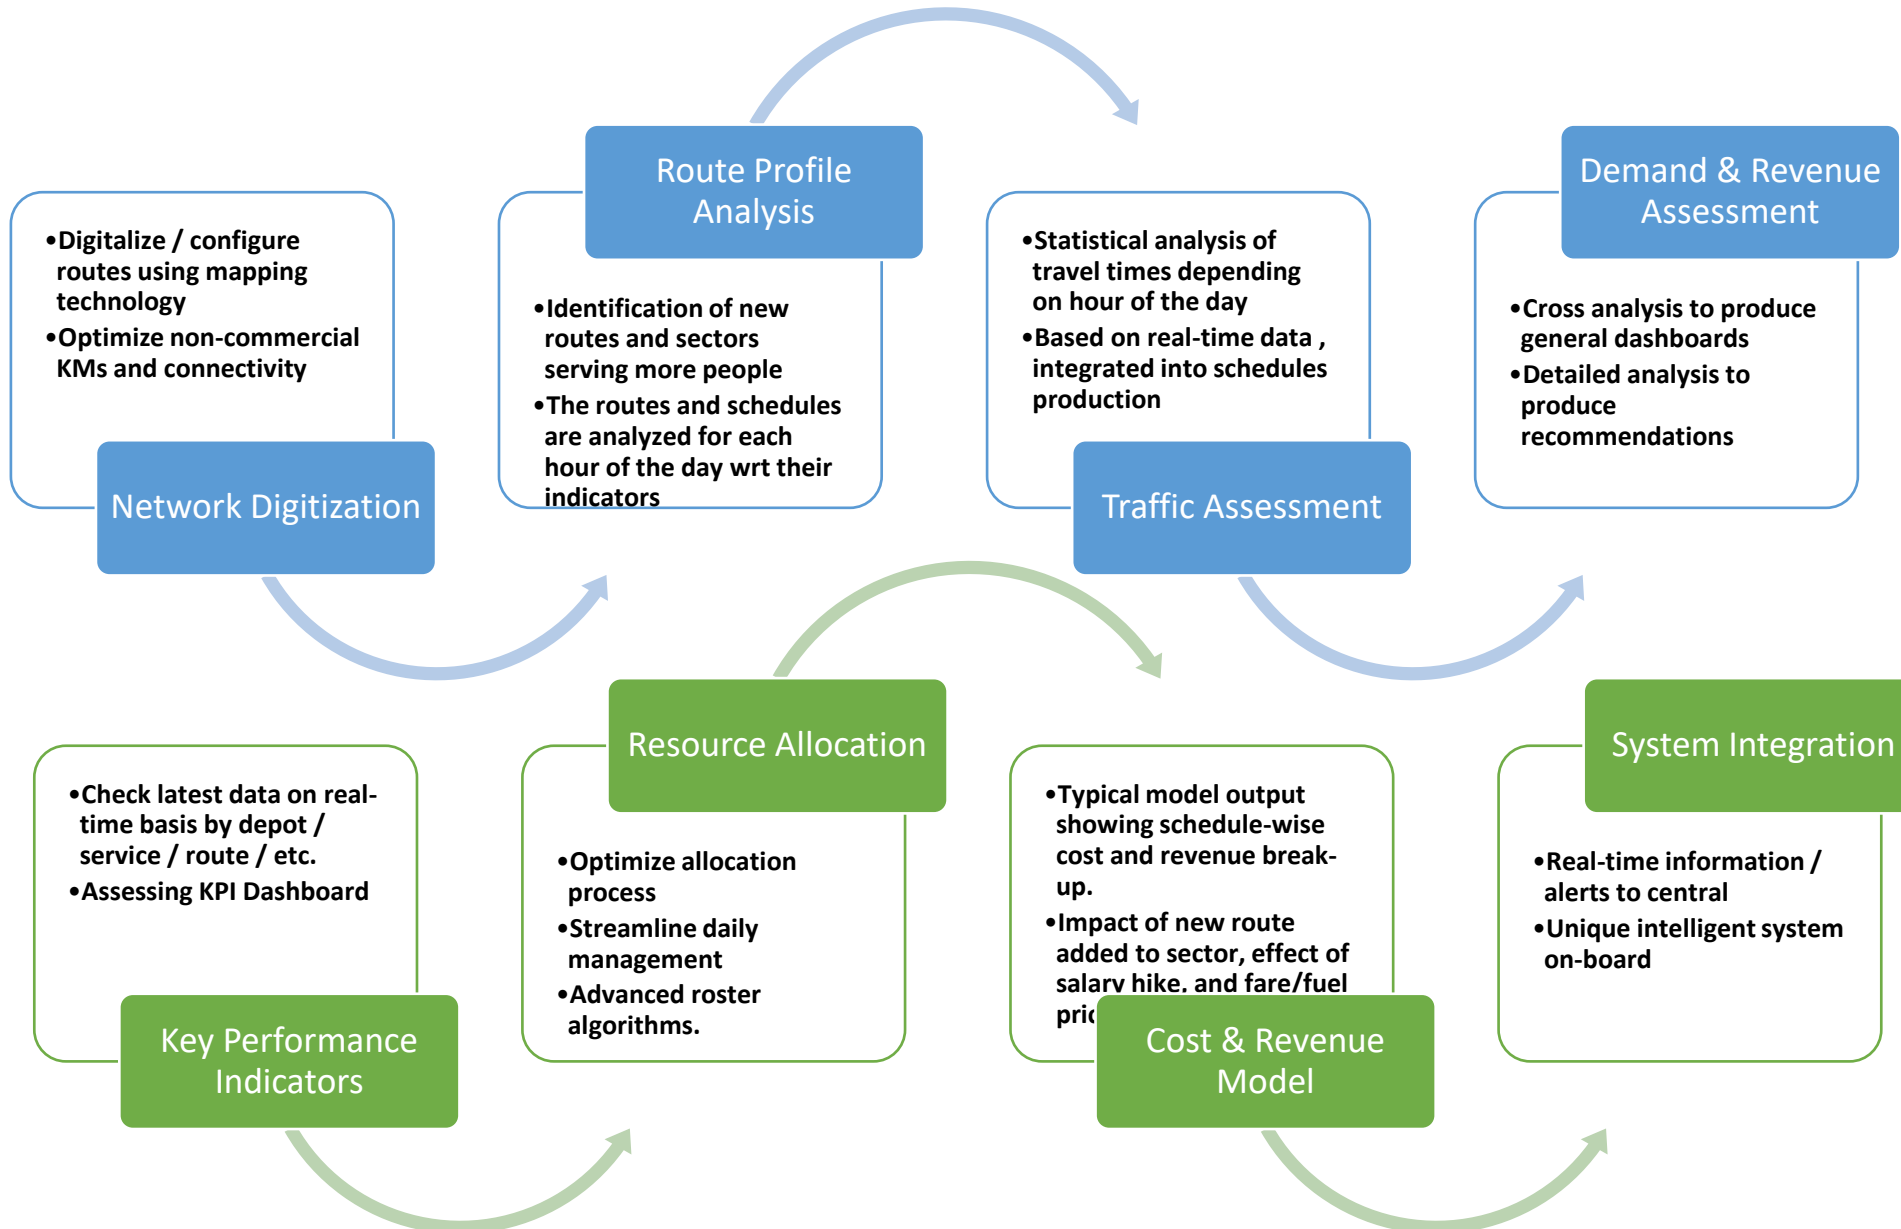 •Digitalize / configure
routes using mapping
technology
•Optimize non-commercial
KMs and connectivity
Network Digitization
Route Profile
Analysis
•Identification of new
routes and sectors
serving more people
•The routes and schedules
are analyzed for each
hour of the day wrt their
indicators
•Statistical analysis of
travel times depending
on hour of the day
•Based on real-time data ,
integrated into schedules
production
Traffic Assessment
Demand & Revenue
Assessment
•Cross analysis to produce
general dashboards
•Detailed analysis to
produce
recommendations
•Check latest data on real-
time basis by depot /
service / route / etc.
•Assessing KPI Dashboard
Key Performance
Indicators
Resource Allocation
•Optimize allocation
process
•Streamline daily
management
•Advanced roster
algorithms.
•Typical model output
showing schedule-wise
cost and revenue break-
up.
•Impact of new route
added to sector, effect of
salary hike, and fare/fuel
Cost & Revenue
Model
System Integration
•Real-time information /
alerts to central
•Unique intelligent system
on-board